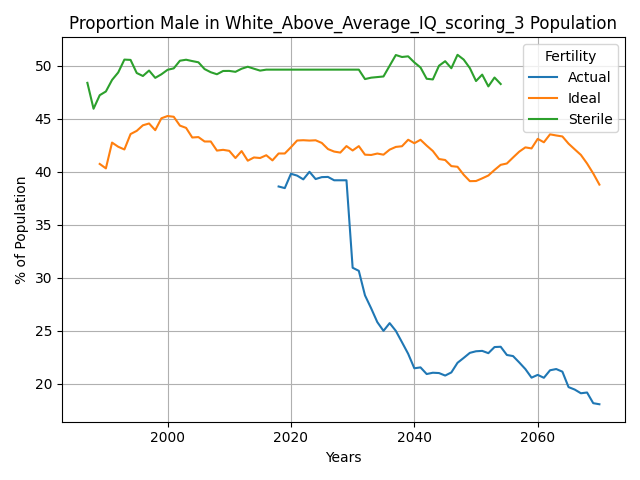 Proportion Male in White_Above_Average_IQ_scoring_3 Population
% of Population
50
45
40
35
30
25
20
2000
2020
2040
2060
Years
Fertility
Actual
Ideal
Sterile